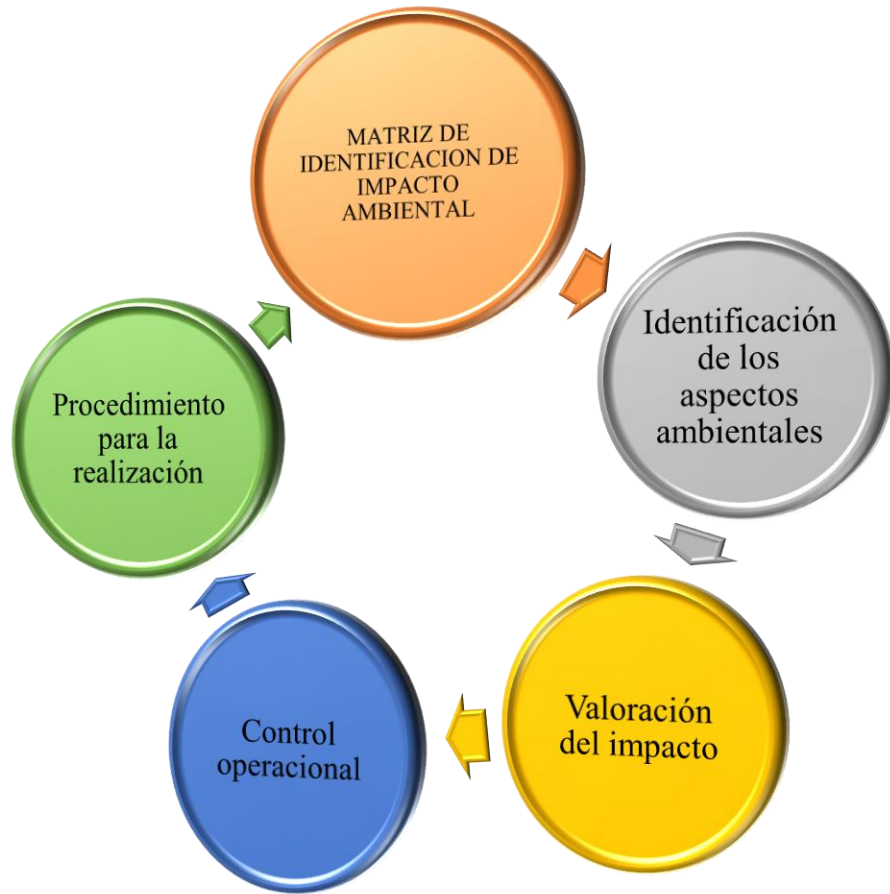 MATRIZ DE
IDENTIFICACION DE
IMPACTO
AMBIENTAL
Identificación
de los
aspectos
ambientales
Valoración
del impacto
Control
operacional
Procedimiento
para la
realización